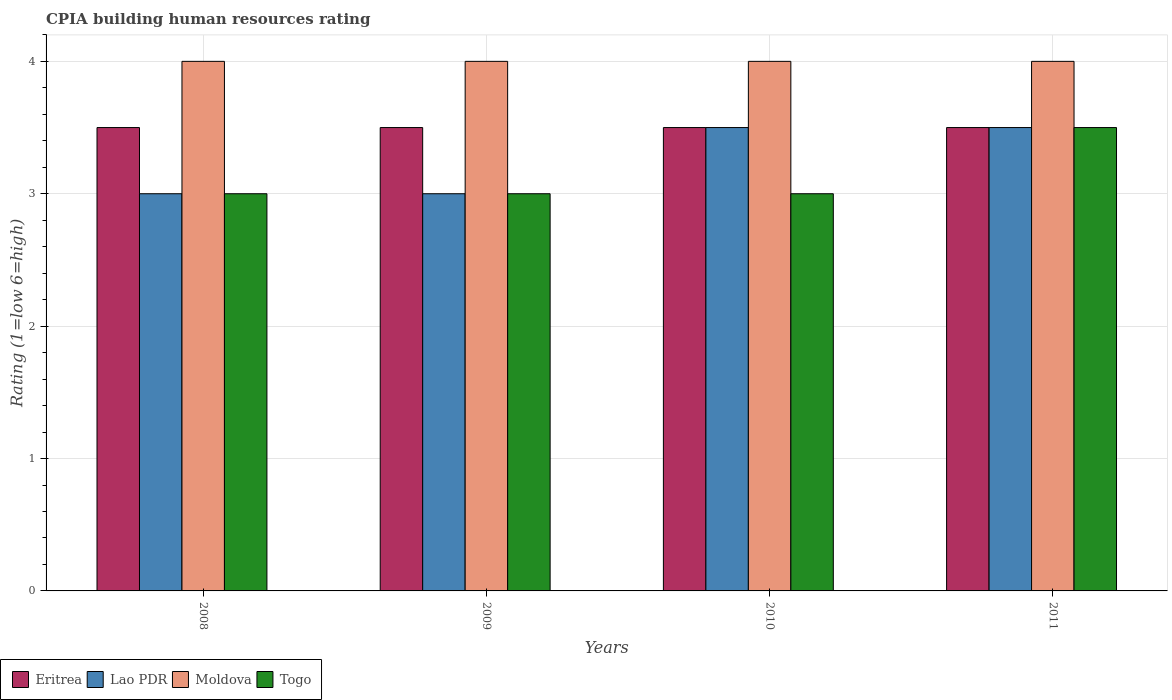 CPIA building human resources rating
Rating (1=low 6=high)
4
3
2
1
0
2008
2009
2010
2011
Years
Eritrea
Lao PDR
Moldova
Togo